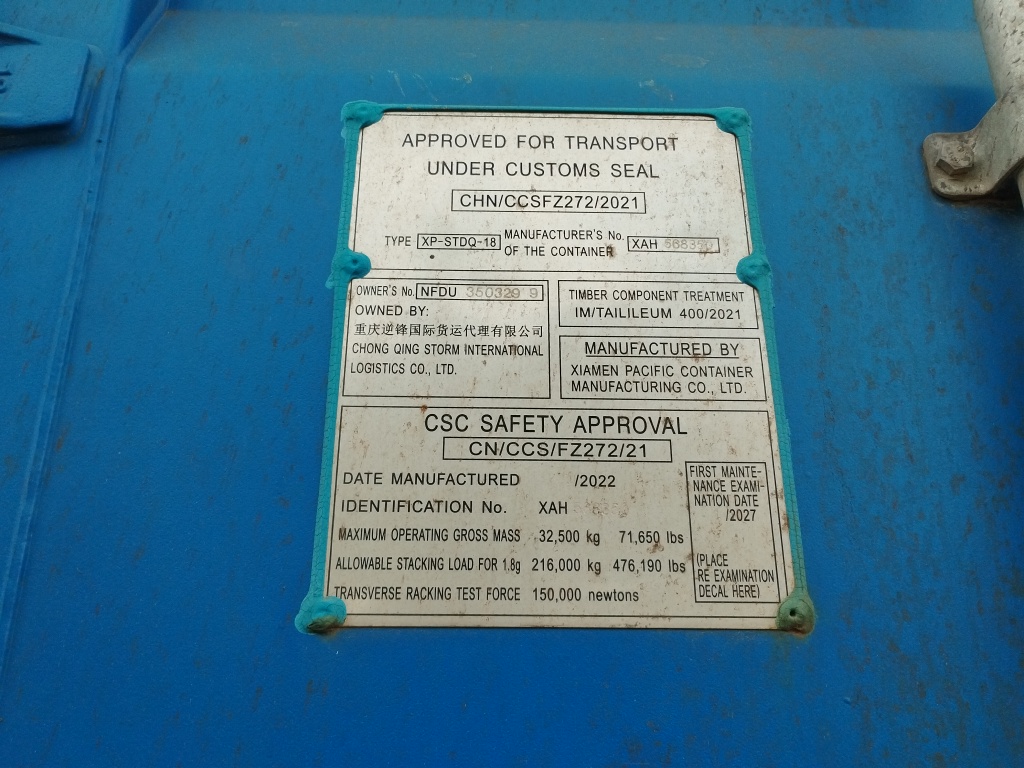 APPROVED FOR TRANSPORT
UNDER CUSTOMS SEAL
CHN/CCSFZ272/2021
TYPE XP-STDQ-18 MANUFACTURER'S No. OF THE CONTAINER XAH
OWNER'S No. NFDU 350329 9
OWNED BY:
重庆逆锋国际货运代理有限公司
CHONG QING STORM INTERNATIONAL
LOGISTICS CO., LTD.
TIMBER COMPONENT TREATMENT
IM/TAILILEUM 400/2021
MANUFACTURED BY
XIAMEN PACIFIC CONTAINER
MANUFACTURING CO., LTD.
CSC SAFETY APPROVAL
CN/CCS/FZ272/21
DATE MANUFACTURED /2022
IDENTIFICATION No. XAH
MAXIMUM OPERATING GROSS MASS 32,500 kg 71,650 lbs
ALLOWABLE STACKING LOAD FOR 1.8g 216,000 kg 476,190 lbs
TRANSVERSE RACKING TEST FORCE 150,000 newtons
FIRST MAINTE-
NANCE EXAMI-
NATION DATE
/2027
(PLACE
RE EXAMINATION
DECAL HERE)